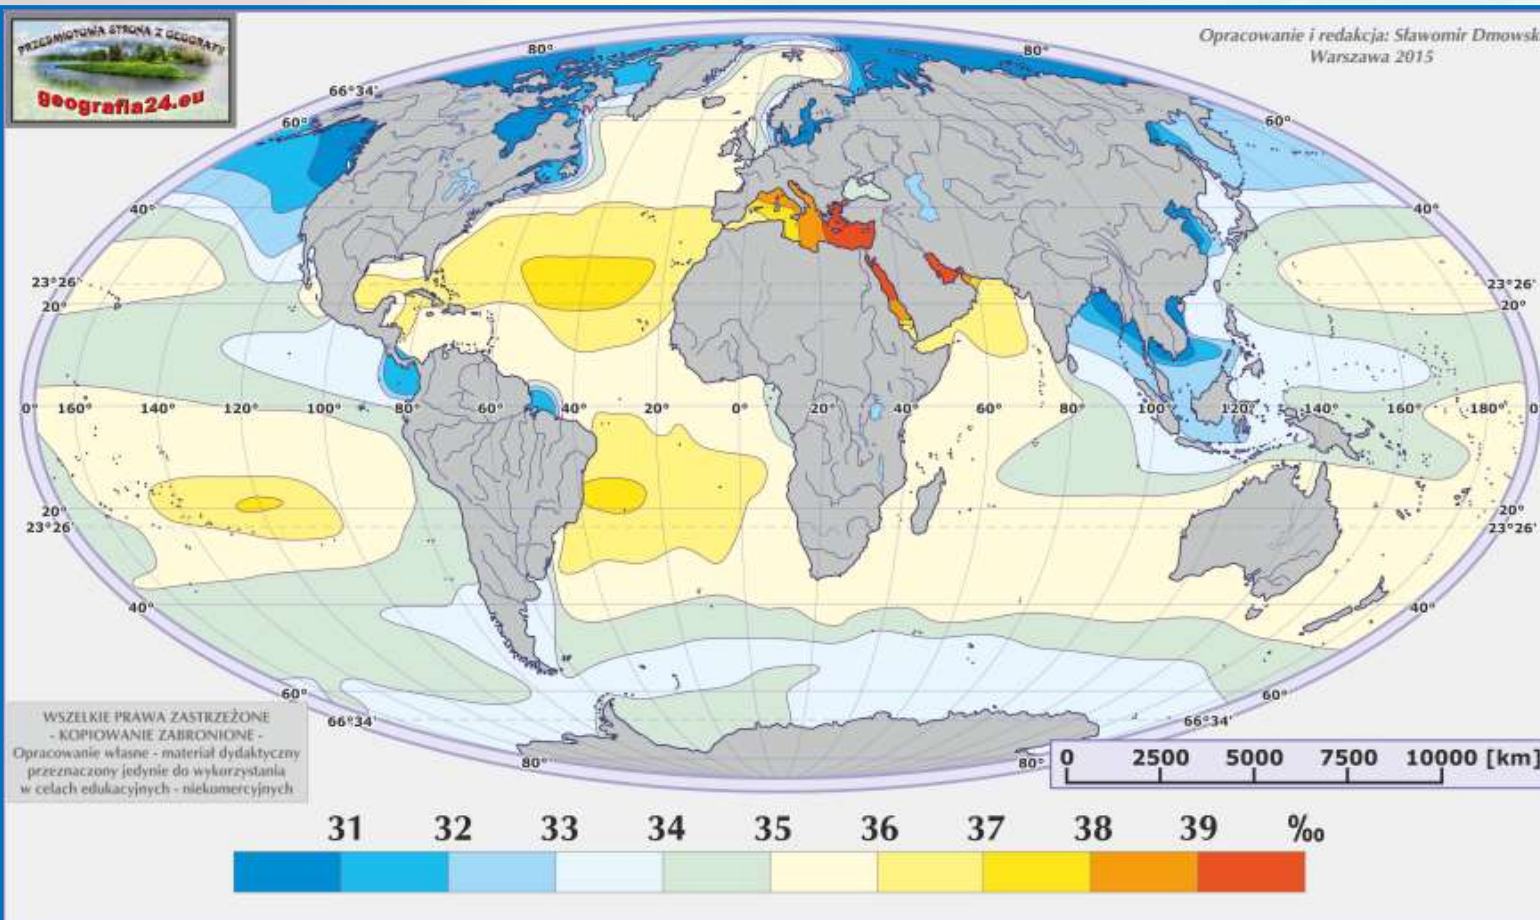 PRZEDMIOTOWA STRONA Z GEOGRAFII
geografia24.eu
Opracowanie i redakcja: Sławomir Dmowsk
Warszawa 2015
80°
80°
66°34'
60°
60°
40°
40°
23°26'
20°
23°26'
20°
0° 160° 140° 120° 100° 80° 60° 40° 20° 0° 20° 40° 60° 80° 100° 120° 140° 160° 180° 0
20°
23°26'
20°
23°26'
40°
40°
60°
60°
66°34'
66°34'
80°
80°
WSZELKIE PRAWA ZASTRZEŻONE
- KOPIOWANIE ZABRONIONE -
Opracowanie własne - materiał dydaktyczny
przeznaczony jedynie do wykorzystania
w celach edukacyjnych - niekomercyjnych
0 2500 5000 7500 10000 [km]
31 32 33 34 35 36 37 38 39 ‰